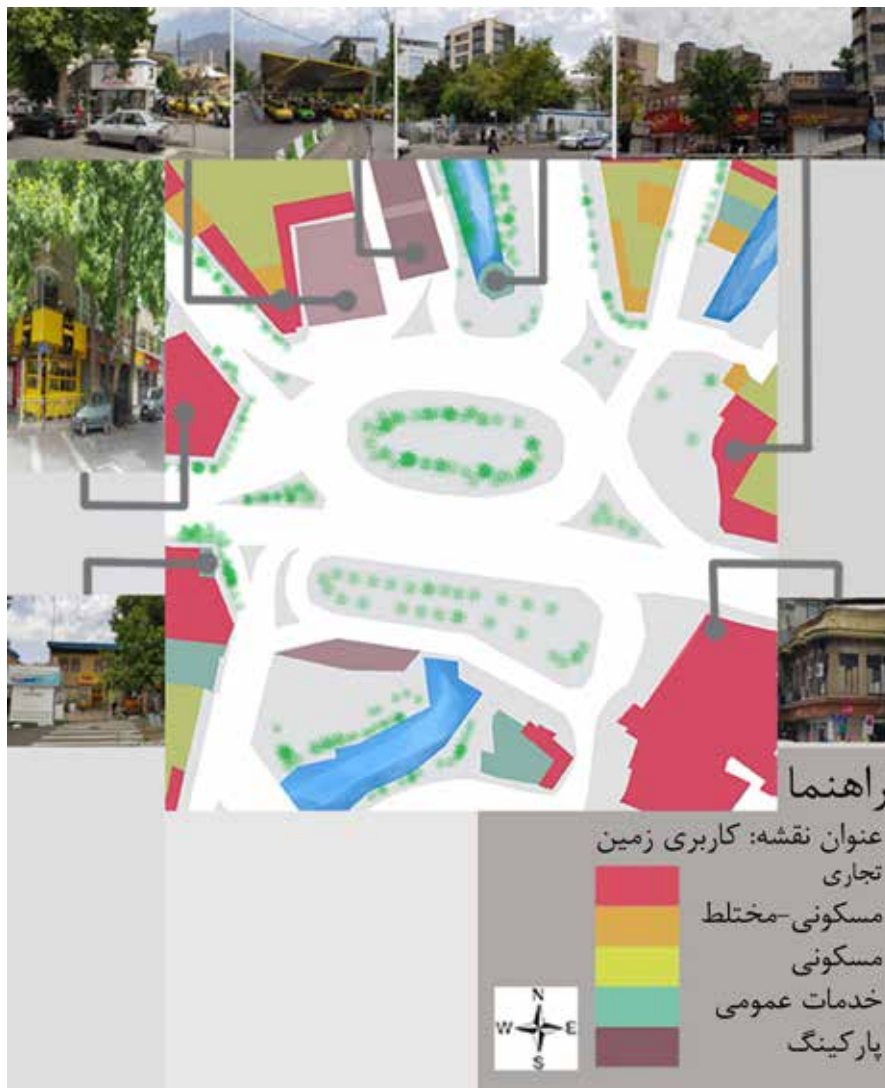 راهنما
عنوان نقشه: کاربری زمین
تجاری
مسکونی-مختلط
مسکونی
خدمات عمومی
پارکینگ
N
W E
S